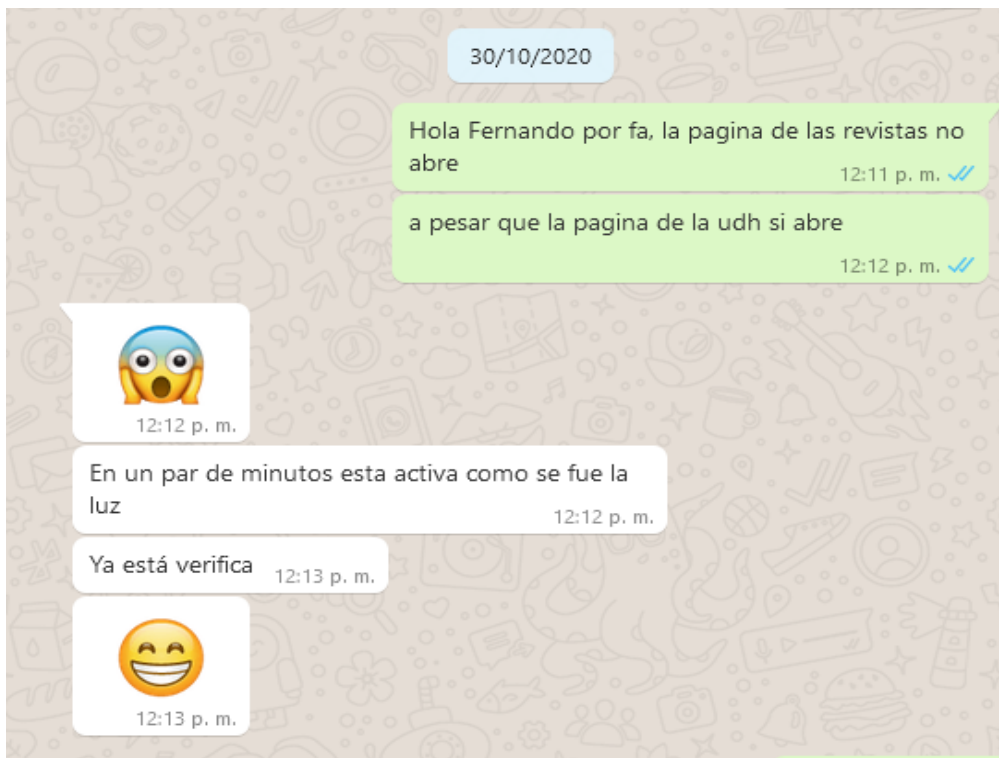 30/10/2020
Hola Fernando por fa, la pagina de las revistas no
abre
12:11 p. m.
a pesar que la pagina de la udh si abre
12:12 p. m.
12:12 p. m.
En un par de minutos esta activa como se fue la
luz
12:12 p. m.
Ya está verifica 12:13 p. m.
12:13 p. m.